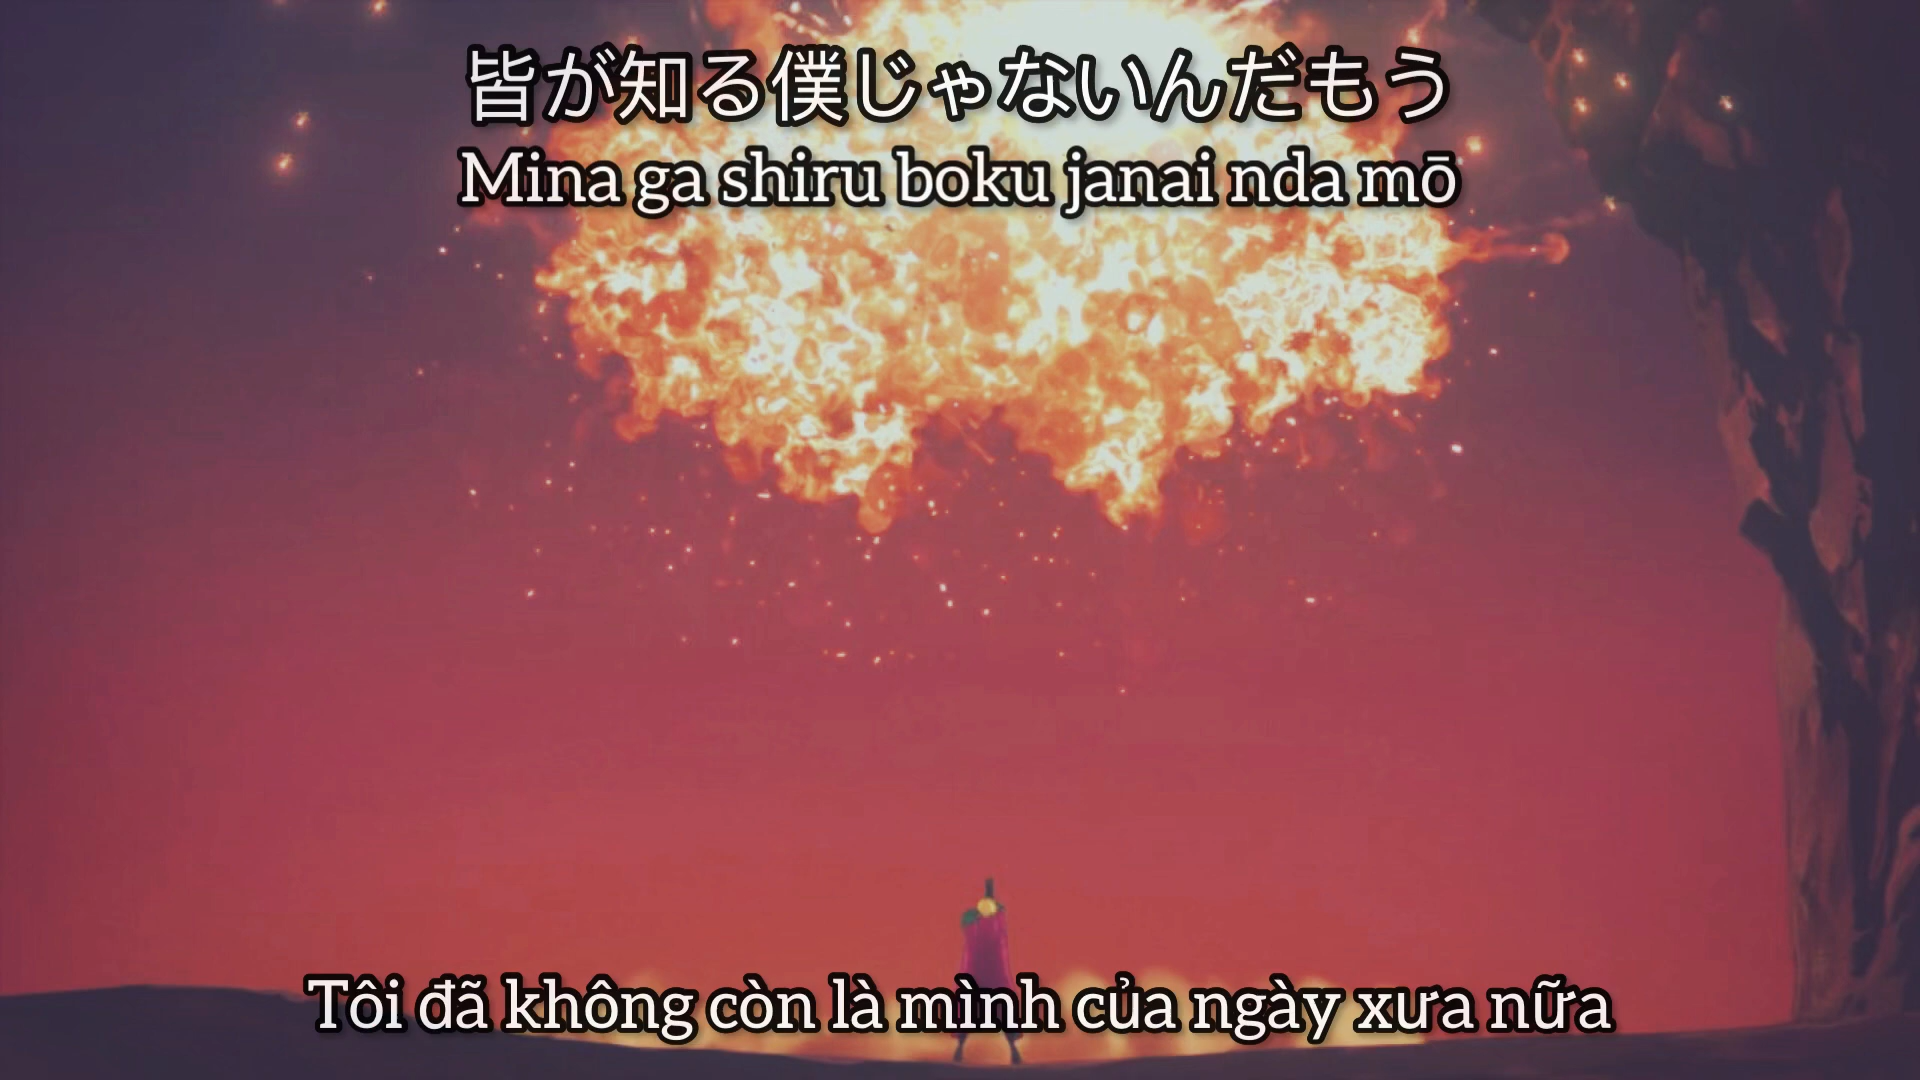 皆が知る僕じゃないんだもう
Mina ga shiru boku janai nda mō
Tôi đã không còn là mình của ngày xưa nữa